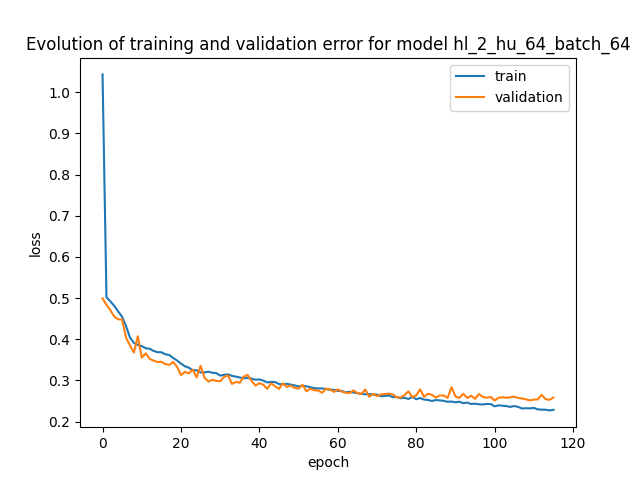 Evolution of training and validation error for model hl_2_hu_64_batch_64
train
validation
1.0
0.9
0.8
0.7
0.6
0.5
0.4
0.3
0.2
loss
0 20 40 60 80 100 120
epoch